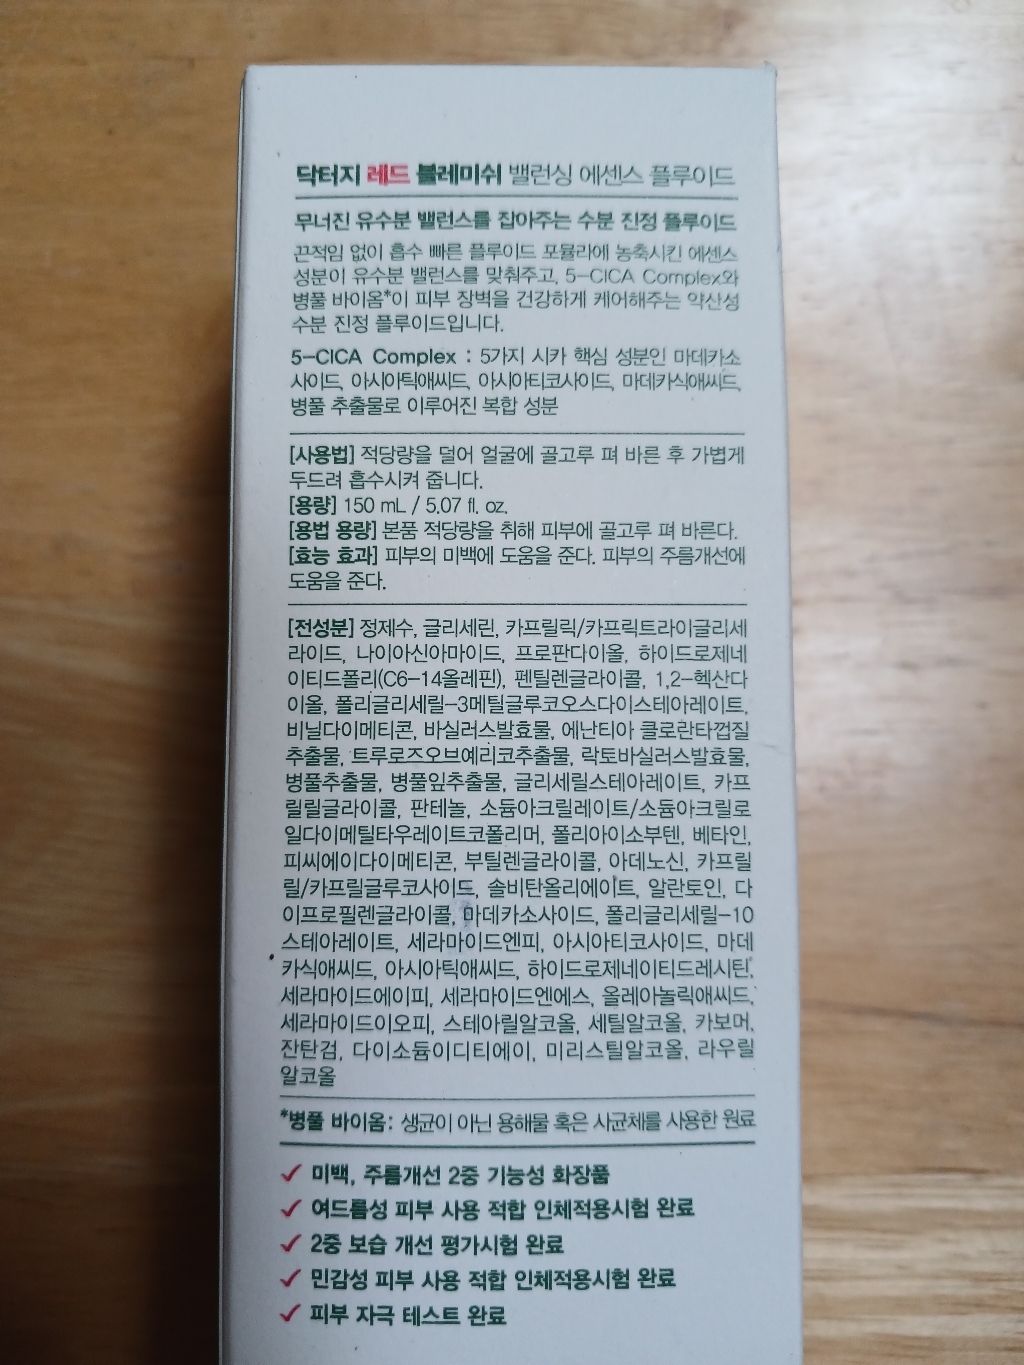 닥터지 레드 블레미쉬 밸런싱 에센스 플루이드
무너진 유수분 밸런스를 잡아주는 수분 진정 플루이드
끈적임 없이 흡수 빠른 플루이드 포뮬라에 농축시킨 에센스
성분이 유수분 밸런스를 맞춰주고, 5-CICA Complex와
병풀 바이옴*이 피부 장벽을 건강하게 케어해주는 약산성
수분 진정 플루이드입니다.
5-CICA Complex : 5가지 시카 핵심 성분인 마데카소
사이드, 아시아틱애씨드, 아시아티코사이드, 마데카식애씨드,
병풀 추출물로 이루어진 복합 성분
[사용법] 적당량을 덜어 얼굴에 골고루 펴 바른 후 가볍게
두드려 흡수시켜 줍니다.
[용량] 150 mL / 5.07 fl. oz.
[용법 용량] 본품 적당량을 취해 피부에 골고루 펴 바른다.
[효능 효과] 피부의 미백에 도움을 준다. 피부의 주름개선에
도움을 준다.
[전성분] 정제수, 글리세린, 카프릴릭/카프릭트라이글리세
라이드, 나이아신아마이드, 프로판다이올, 하이드로제네
이티드폴리(C6-14올레핀), 펜틸렌글라이콜, 1,2-헥산다
이올, 폴리글리세릴-3메틸글루코오스다이스테아레이트,
비닐다이메티콘, 바실러스발효물, 에난티아 클로란타껍질
추출물, 트루로즈오브예리코추출물, 락토바실러스발효물,
병풀추출물, 병풀잎추출물, 글리세릴스테아레이트, 카프
릴릴글라이콜, 판테놀, 소듐아크릴레이트/소듐아크릴로
일다이메틸타우레이트코폴리머, 폴리아이소부텐, 베타인,
피씨에이다이메티콘, 부틸렌글라이콜, 아데노신, 카프릴
릴/카프릴글루코사이드, 솔비탄올리에이트, 알란토인, 다
이프로필렌글라이콜, 마데카소사이드, 폴리글리세릴-10
스테아레이트, 세라마이드엔피, 아시아티코사이드, 마데
카식애씨드, 아시아틱애씨드, 하이드로제네이티드레시틴,
세라마이드에이피, 세라마이드엔에스, 올레아놀릭애씨드,
세라마이드이오피, 스테아릴알코올, 세틸알코올, 카보머,
잔탄검, 다이소듐이디티에이, 미리스틸알코올, 라우릴
알코올
*병풀 바이옴: 생균이 아닌 용해물 혹은 사균체를 사용한 원료
✓ 미백, 주름개선 2중 기능성 화장품
✓ 여드름성 피부 사용 적합 인체적용시험 완료
✓ 2중 보습 개선 평가시험 완료
✓ 민감성 피부 사용 적합 인체적용시험 완료
✓ 피부 자극 테스트 완료